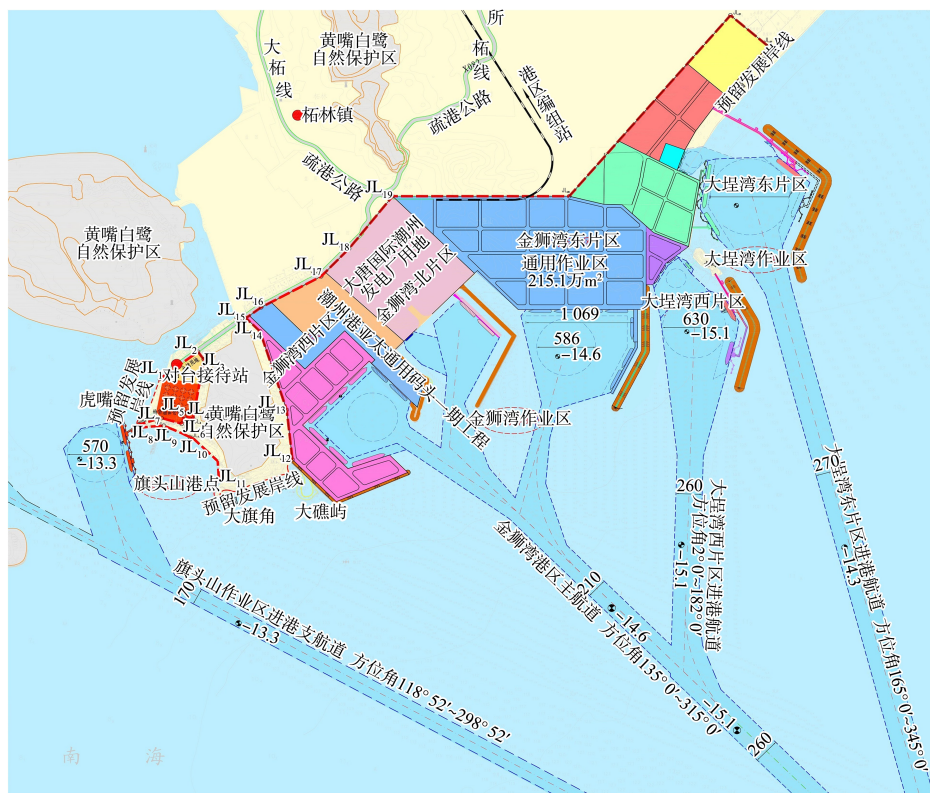 黄嘴白鹭
自然保护区
大柘线
所柘线
X082
港区编组站
疏港公路
柘林镇
疏港公路
预留发展岸线
大埕湾东片区
大埕湾作业区
大埕湾西片区
630
-15.1
黄嘴白鹭
自然保护区
JL19
JL18
JL17
JL16
JL15
JL14
大唐国际潮州
发电厂用地
金狮湾北片区
金狮湾东片区
通用作业区
215.1万m²
1 069
586
-14.6
潮州港亚太通用码头一期工程
金狮湾西片区
金狮湾作业区
JL2
JL3
JL1
对台接待站
预留发展
岸线
虎嘴
JL5
JL6
JL7
JL8
JL9
JL10
JL11
JL12
JL13
黄嘴白鹭
自然保护区
570
-13.3
旗头山港点
预留发展岸线
大旗角
大礁屿
170
旗头山作业区进港支航道 方位角118°52′~298°52′
-13.3
金狮湾港区主航道 方位角135°0′~315°0′
210
-14.6
-15.1
260
260
大埕湾西片区进港航道
方位角2°0′~182°0′
-15.1
270
大埕湾东片区进港航道 方位角165°0′~345°0′
-14.3
南海